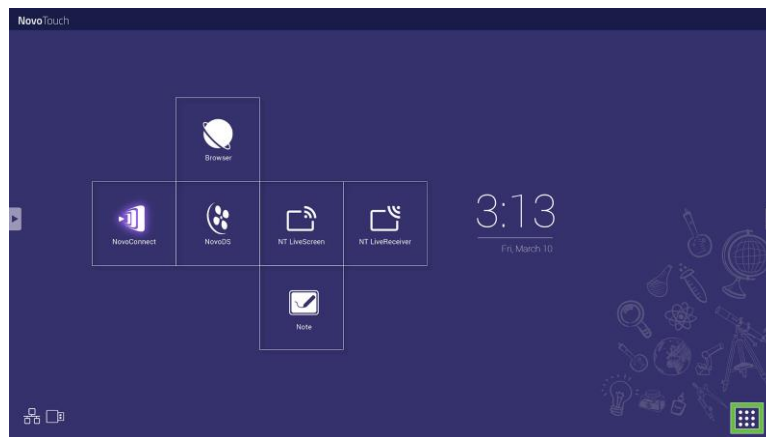 NovoTouch
Browser
NovoConnect
NovoDS
NT LiveScreen
NT LiveReceiver
3:13
Fri, March 10
Note